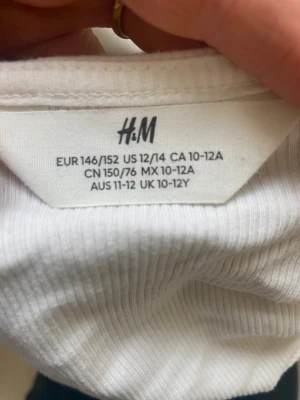 H&M
EUR 146/152 US 12/14 CA 10-12A
CN 150/76 MX 10-12A
AUS 11-12 UK 10-12Y